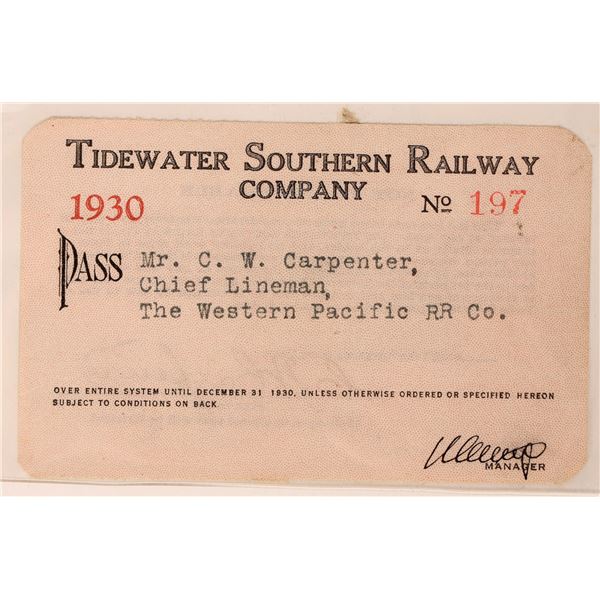 TIDEWATER SOUTHERN RAILWAY
COMPANY
1930 No 197
PASS Mr. C. W. Carpenter,
Chief Lineman,
The Western Pacific RR Co.
OVER ENTIRE SYSTEM UNTIL DECEMBER 31 1930, UNLESS OTHERWISE ORDERED OR SPECIFIED HEREON
SUBJECT TO CONDITIONS ON BACK.
MANAGER